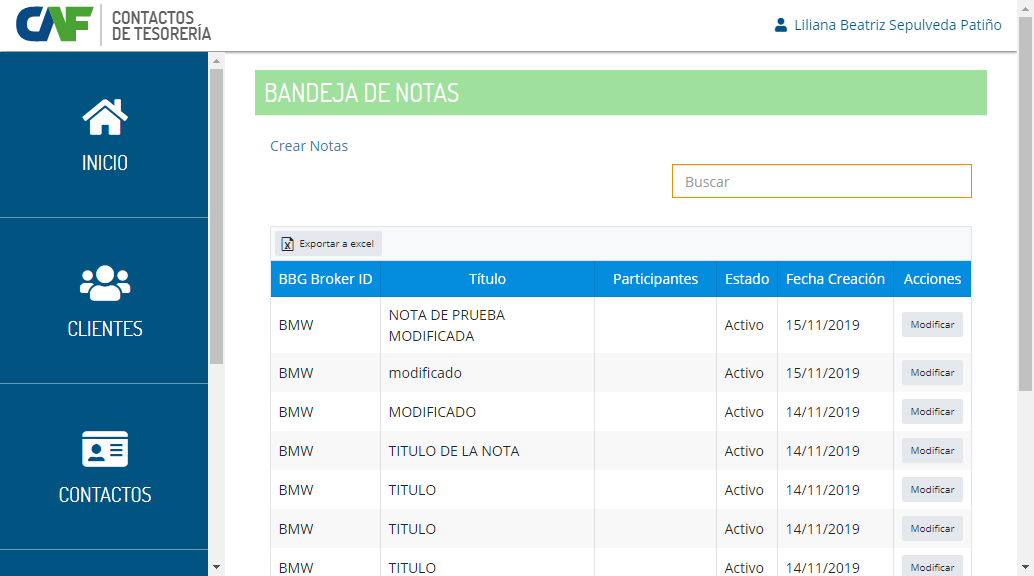 CAF CONTACTOS
DE TESORERÍA
Liliana Beatriz Sepulveda Patiño
INICIO
CLIENTES
CONTACTOS
BANDEJA DE NOTAS
Crear Notas
Buscar
Exportar a excel
BBG Broker ID Título Participantes Estado Fecha Creación Acciones
BMW NOTA DE PRUEBA MODIFICADA Activo 15/11/2019 Modificar
BMW modificado Activo 15/11/2019 Modificar
BMW MODIFICADO Activo 14/11/2019 Modificar
BMW TITULO DE LA NOTA Activo 14/11/2019 Modificar
BMW TITULO Activo 14/11/2019 Modificar
BMW TITULO Activo 14/11/2019 Modificar
BMW TITULO Activo 14/11/2019 Modificar